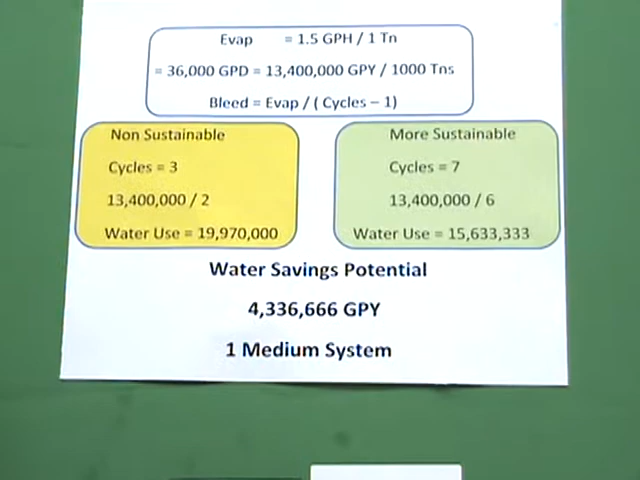 Evap = 1.5 GPH / 1 Tn
= 36,000 GPD = 13,400,000 GPY / 1000 Tns
Bleed = Evap / ( Cycles – 1)
Non Sustainable
Cycles = 3
13,400,000 / 2
Water Use = 19,970,000
More Sustainable
Cycles = 7
13,400,000 / 6
Water Use = 15,633,333
Water Savings Potential
4,336,666 GPY
1 Medium System